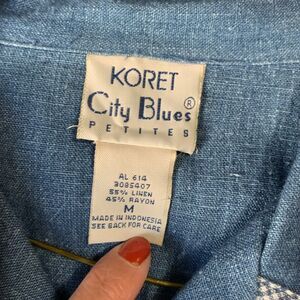 KORET
City Blues®
PETITES
AL 614
3085407
55% LINEN
45% RAYON
M
MADE IN INDONESIA
SEE BACK FOR CARE